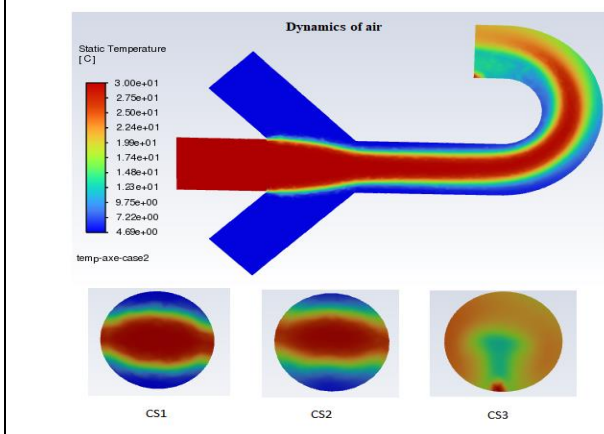 Dynamics of air
Static Temperature
[ C]
3.00e+01
2.75e+01
2.50e+01
2.24e+01
1.99e+01
1.74e+01
1.48e+01
1.23e+01
9.75e+00
7.22e+00
4.69e+00
temp-axe-case2
CS1 CS2 CS3